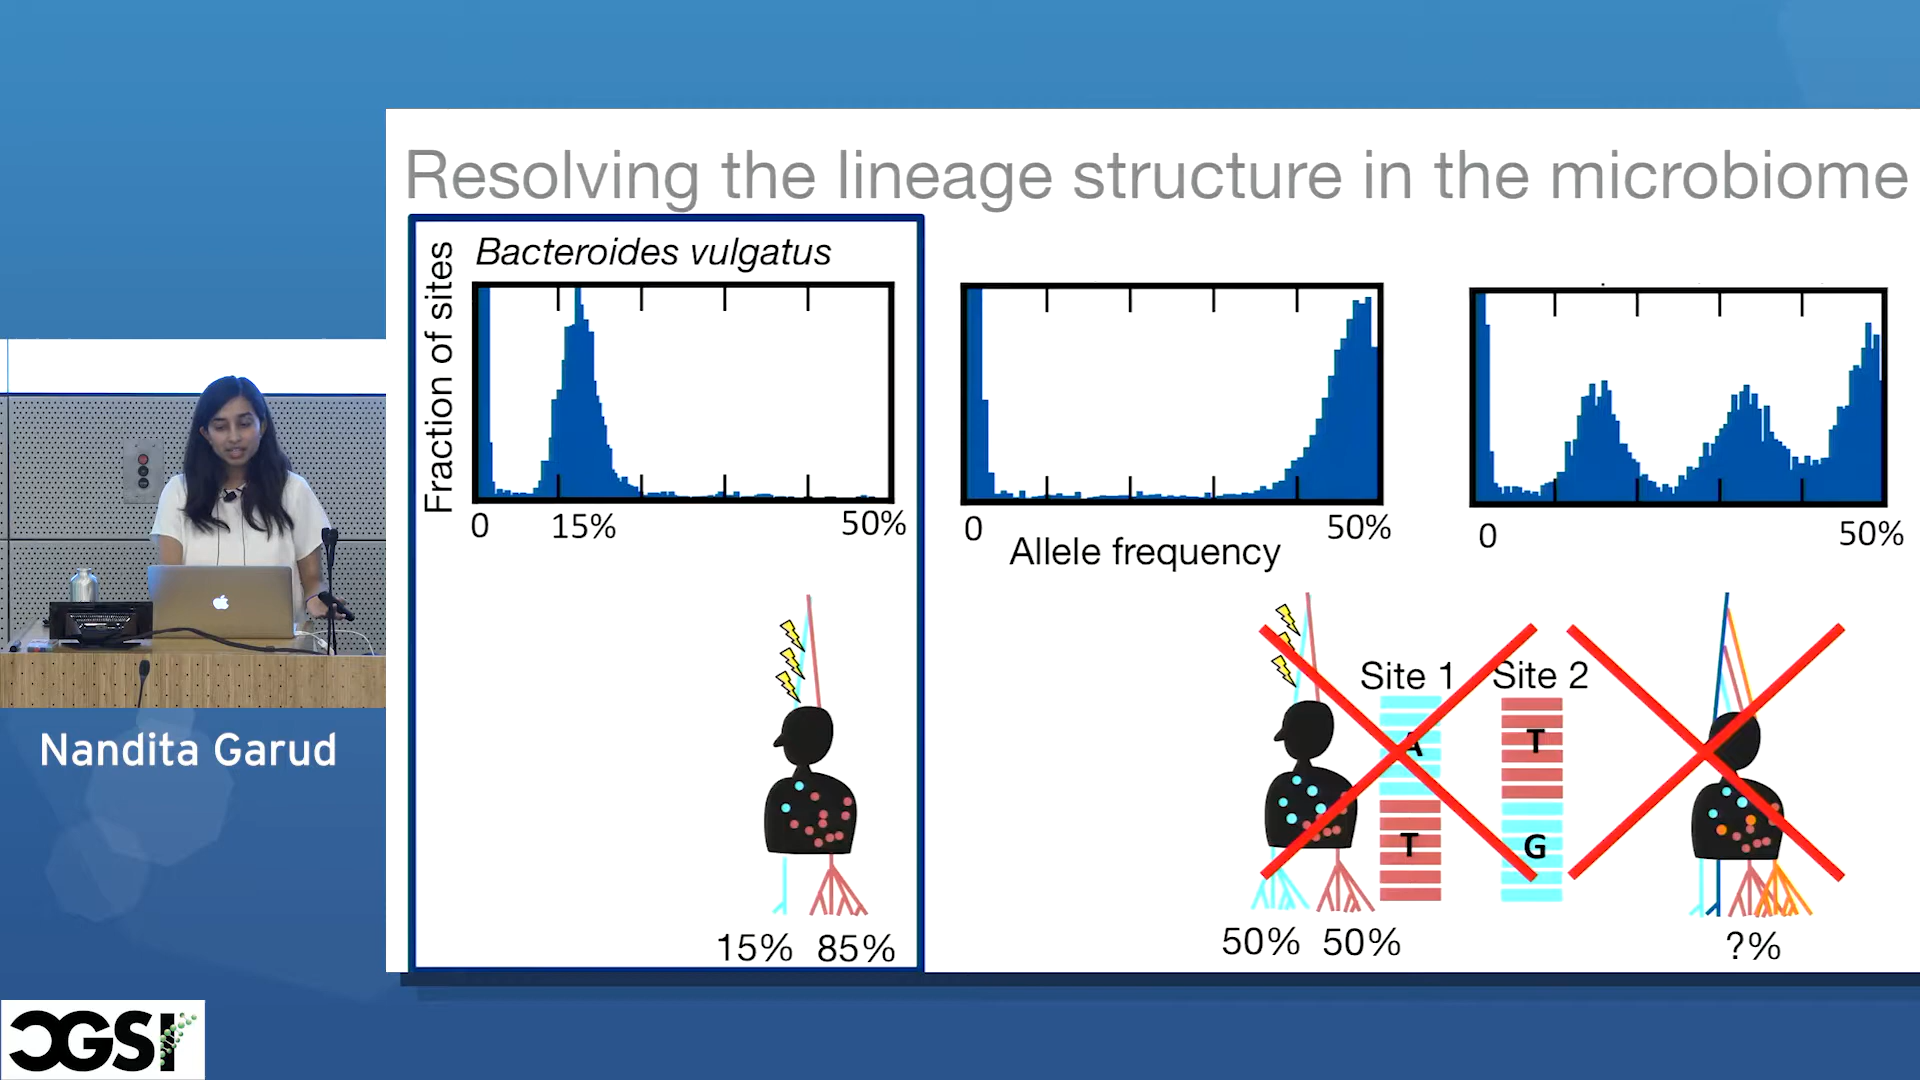 Resolving the lineage structure in the microbiome
Bacteroides vulgatus
Fraction of sites
0 15% 50%
0 50%
0 50%
Allele frequency
Site 1 Site 2
A T
T G
15% 85%
50% 50%
?%
Nandita Garud
CGSI